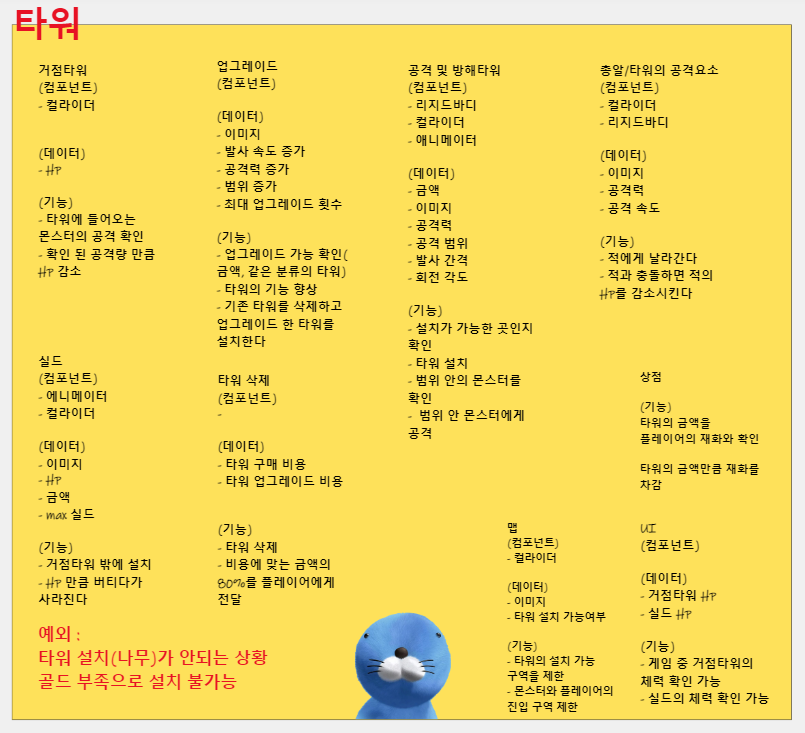 타워
거점타워
(컴포넌트)
- 컬라이더
(데이터)
- HP
(기능)
- 타워에 들어오는
몬스터의 공격 확인
- 확인 된 공격량 만큼
HP 감소
업그레이드
(컴포넌트)
(데이터)
- 이미지
- 발사 속도 증가
- 공격력 증가
- 범위 증가
- 최대 업그레이드 횟수
(기능)
- 업그레이드 가능 확인(
금액, 같은 분류의 타워)
- 타워의 기능 향상
- 기존 타워를 삭제하고
업그레이드 한 타워를
설치한다
공격 및 방해타워
(컴포넌트)
- 리지드바디
- 컬라이더
- 애니메이터
(데이터)
- 금액
- 이미지
- 공격력
- 공격 범위
- 발사 간격
- 회전 각도
(기능)
- 설치가 가능한 곳인지
확인
- 타워 설치
- 범위 안의 몬스터를
확인
- 범위 안 몬스터에게
공격
총알/타워의 공격요소
(컴포넌트)
- 컬라이더
- 리지드바디
(데이터)
- 이미지
- 공격력
- 공격 속도
(기능)
- 적에게 날라간다
- 적과 충돌하면 적의
HP를 감소시킨다
실드
(컴포넌트)
- 에니메이터
- 컬라이더
(데이터)
- 이미지
- HP
- 금액
- max 실드
(기능)
- 거점타워 밖에 설치
- HP 만큼 버티다가
사라진다
타워 삭제
(컴포넌트)
-
(데이터)
- 타워 구매 비용
- 타워 업그레이드 비용
(기능)
- 타워 삭제
- 비용에 맞는 금액의
80%를 플레이어에게
전달
상점
(기능)
타워의 금액을
플레이어의 재화와 확인
타워의 금액만큼 재화를
차감
맵
(컴포넌트)
- 컬라이더
(데이터)
- 이미지
- 타워 설치 가능여부
(기능)
- 타워의 설치 가능
구역을 제한
- 몬스터와 플레이어의
진입 구역 제한
UI
(컴포넌트)
(데이터)
- 거점타워 HP
- 실드 HP
(기능)
- 게임 중 거점타워의
체력 확인 가능
- 실드의 체력 확인 가능
예외 :
타워 설치(나무)가 안되는 상황
골드 부족으로 설치 불가능